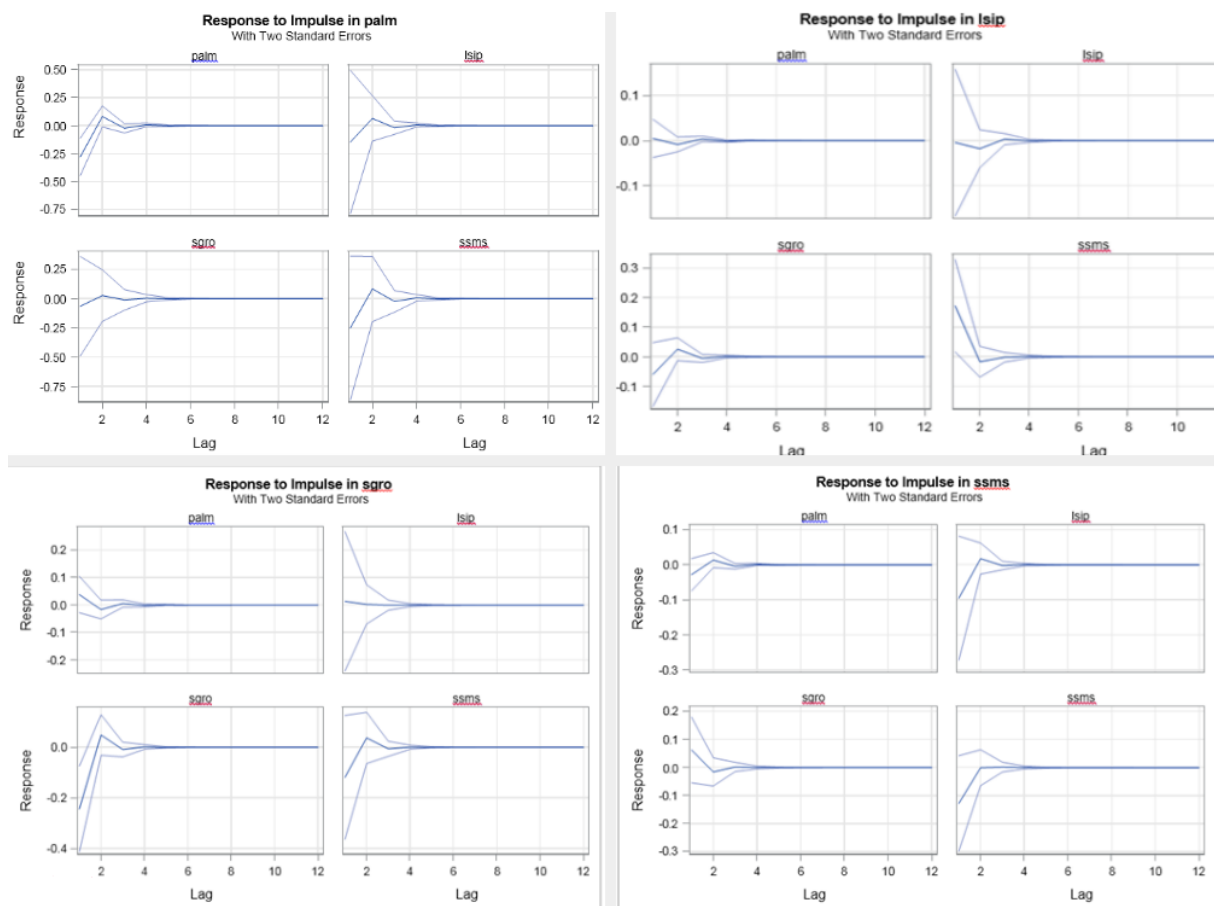 Response to Impulse in palm
With Two Standard Errors
palm
lsip
Response
0.50
0.25
0.00
-0.25
-0.50
-0.75
sgro
ssms
Response
0.25
0.00
-0.25
-0.50
-0.75
2 4 6 8 10 12
2 4 6 8 10 12
Lag
Lag
Response to Impulse in lsip
With Two Standard Errors
palm
lsip
0.1
0.0
-0.1
sgro
ssms
0.3
0.2
0.1
0.0
-0.1
2 4 6 8 10 12
2 4 6 8 10
Lag
Lag
Response to Impulse in sgro
With Two Standard Errors
palm
lsip
Response
0.2
0.1
0.0
-0.1
-0.2
sgro
ssms
Response
0.0
-0.2
-0.4
2 4 6 8 10 12
2 4 6 8 10 12
Lag
Lag
Response to Impulse in ssms
With Two Standard Errors
palm
lsip
Response
0.1
0.0
-0.1
-0.2
-0.3
sgro
ssms
Response
0.2
0.1
0.0
-0.1
-0.2
-0.3
2 4 6 8 10 12
2 4 6 8 10 12
Lag
Lag